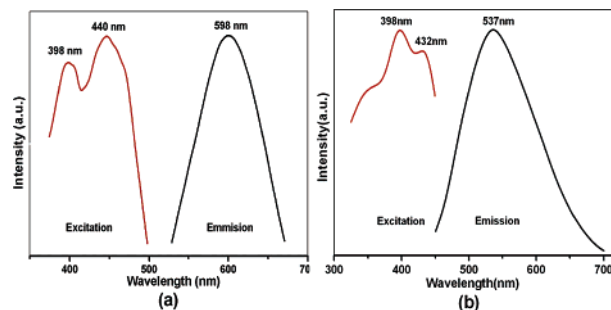 440 nm
598 nm
398 nm
Intensity (a.u.)
Excitation
Emmision
400
500
600
70
Wavelength (nm)
(a)
398nm
537nm
432nm
Intensity(a.u.)
Excitation
Emission
300
400
500
600
700
Wavelength(nm)
(b)